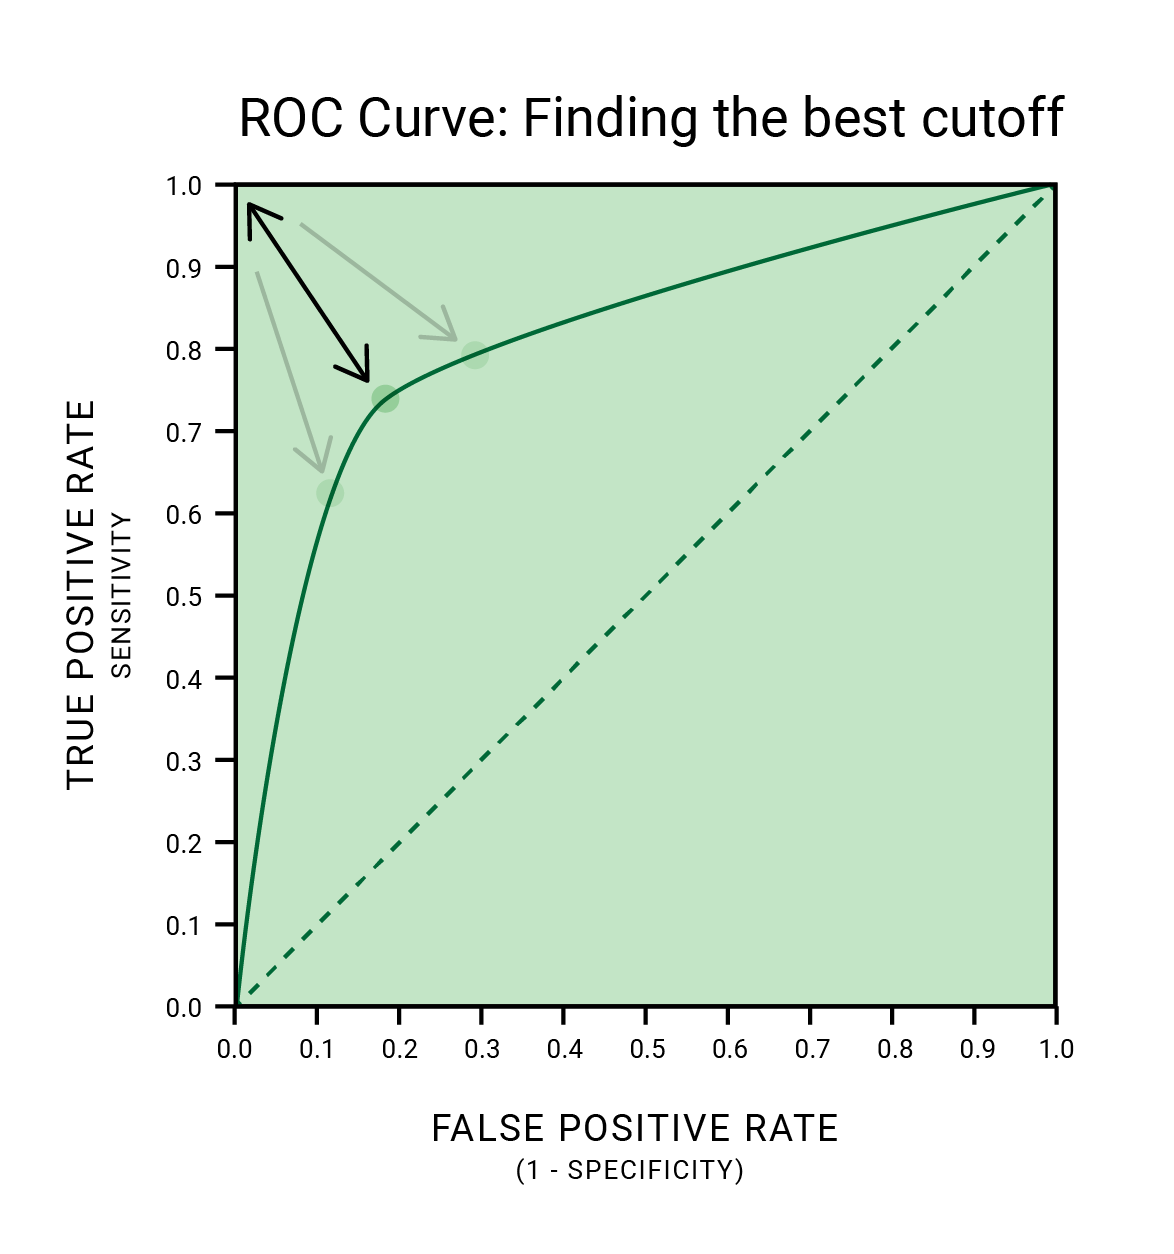 ROC Curve: Finding the best cutoff
1.0
0.9
0.8
0.7
0.6
0.5
0.4
0.3
0.2
0.1
0.0
TRUE POSITIVE RATE
SENSITIVITY
0.0 0.1 0.2 0.3 0.4 0.5 0.6 0.7 0.8 0.9 1.0
FALSE POSITIVE RATE
(1 - SPECIFICITY)